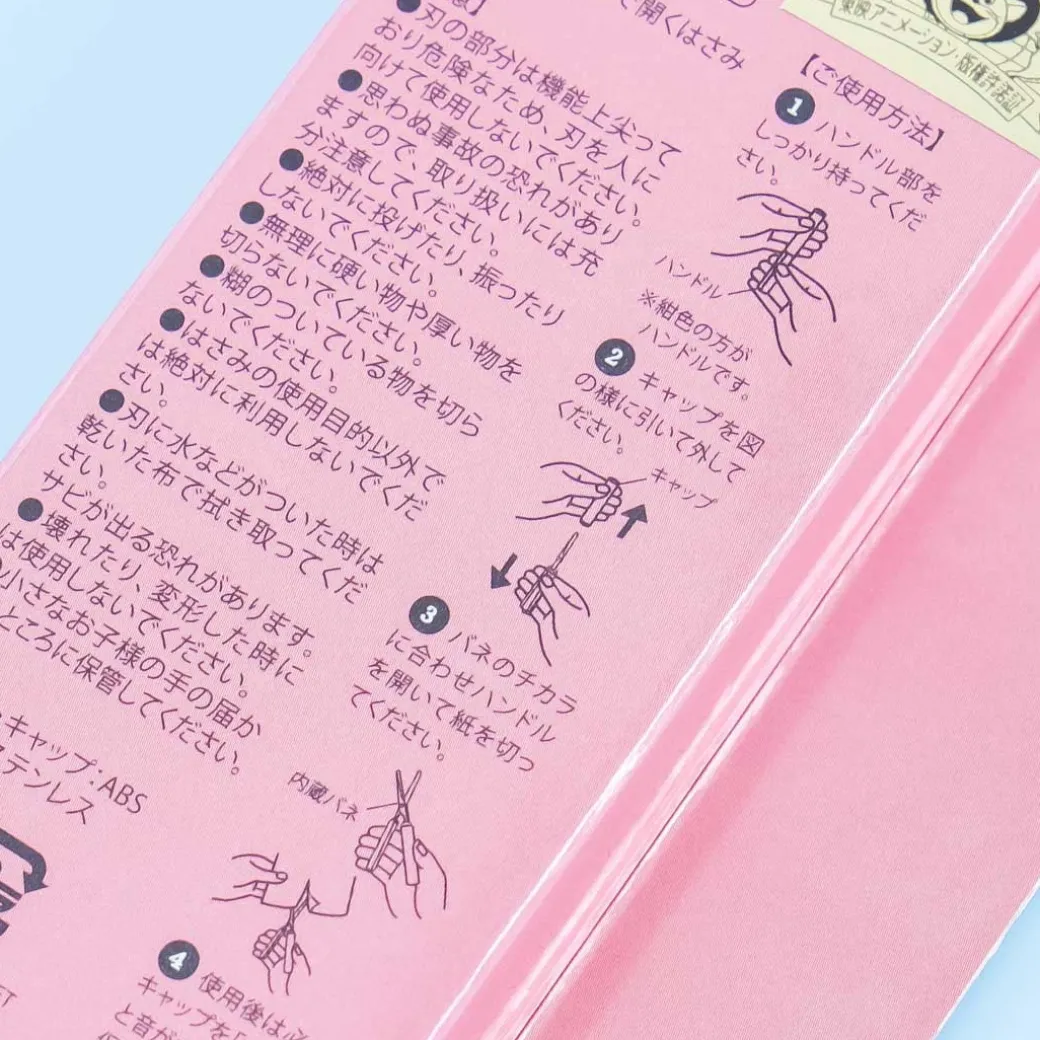 で開くはさみ
意】
●刃の部分は機能上尖って
おり危険なため、刃を人に
向けて使用しないでください。
●思わぬ事故の恐れがあり
ますので、取り扱いには充
分注意してください。
●絶対に投げたり、振ったり
しないでください。
●無理に硬い物や厚い物を
切らないでください。
●糊のついている物を切ら
ないでください。
●はさみの使用目的以外で
は絶対に利用しないでくだ
さい。
●刃に水などがついた時は
乾いた布で拭き取ってくだ
さい。
サビが出る恐れがあります。
●壊れたり、変形した時に
は使用しないでください。
小さなお子様の手の届か
ところに保管してください。
キャップ:ABS
ステンレス
東映アニメーション・版権許諾証
【ご使用方法】
1 ハンドル部を
しっかり持ってくだ
さい。
ハンドル
※紺色の方が
ハンドルです。
2 キャップを図
の様に引いて外して
ください。
キャップ
3 バネのチカラ
に合わせハンドル
を開いて紙を切っ
てください。
内蔵バネ
4 使用後は必
キャップを「
と音が